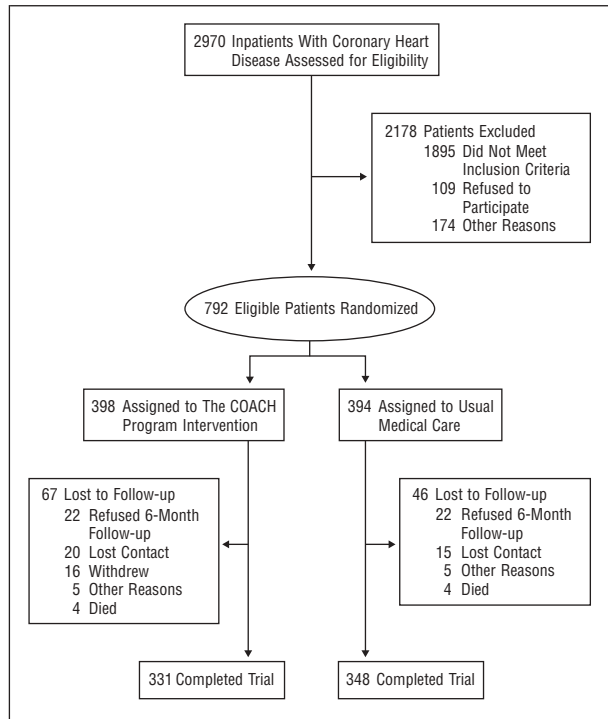 2970 Inpatients With Coronary Heart
Disease Assessed for Eligibility
2178 Patients Excluded
1895 Did Not Meet
Inclusion Criteria
109 Refused to
Participate
174 Other Reasons
792 Eligible Patients Randomized
398 Assigned to The COACH
Program Intervention
394 Assigned to Usual
Medical Care
67 Lost to Follow-up
22 Refused 6-Month
Follow-up
20 Lost Contact
16 Withdrew
5 Other Reasons
4 Died
46 Lost to Follow-up
22 Refused 6-Month
Follow-up
15 Lost Contact
5 Other Reasons
4 Died
331 Completed Trial
348 Completed Trial